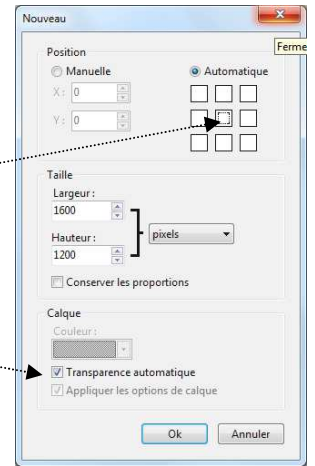 Nouveau
Ferme
Position
Manuelle
Automatique
X : 0
Y : 0
Taille
Largeur :
1600
Hauteur :
1200
pixels
Conserver les proportions
Calque
Couleur :
Transparence automatique
Appliquer les options de calque
Ok
Annuler